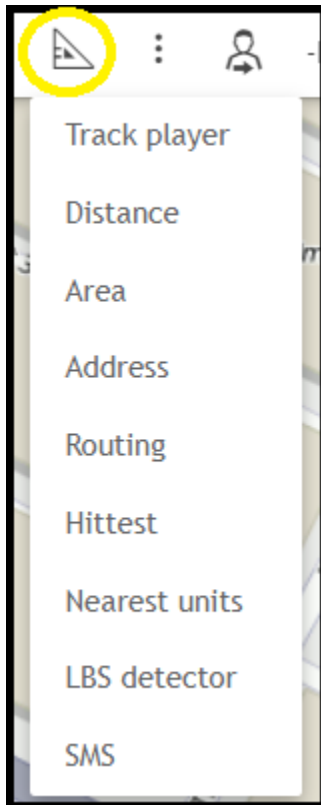 Track player
Distance
Area
Address
Routing
Hittest
Nearest units
LBS detector
SMS